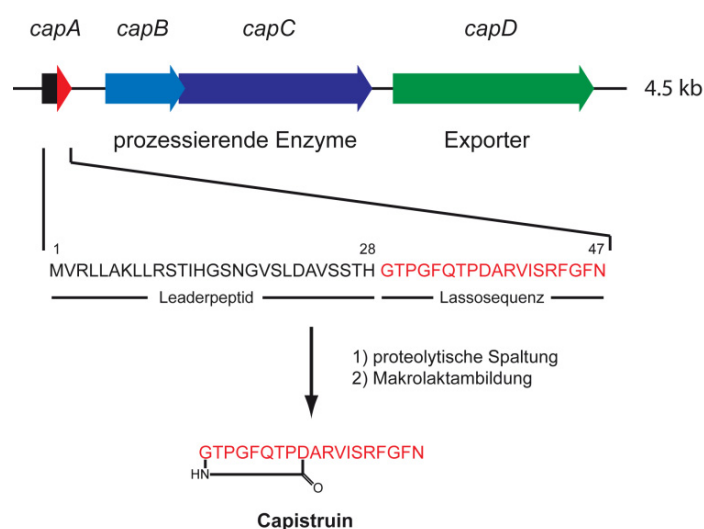 capA capB capC capD
4.5 kb
prozessierende Enzyme Exporter
1 28 47
MVRLLAKLLRSTIHGSNGVSLDAVSSTH GTPGFQTPDARVISRFGFN
Leaderpeptid Lassosequenz
1) proteolytische Spaltung
2) Makrolaktambildung
GTPGFQTPDARVISRFGFN
HN O
Capistruin